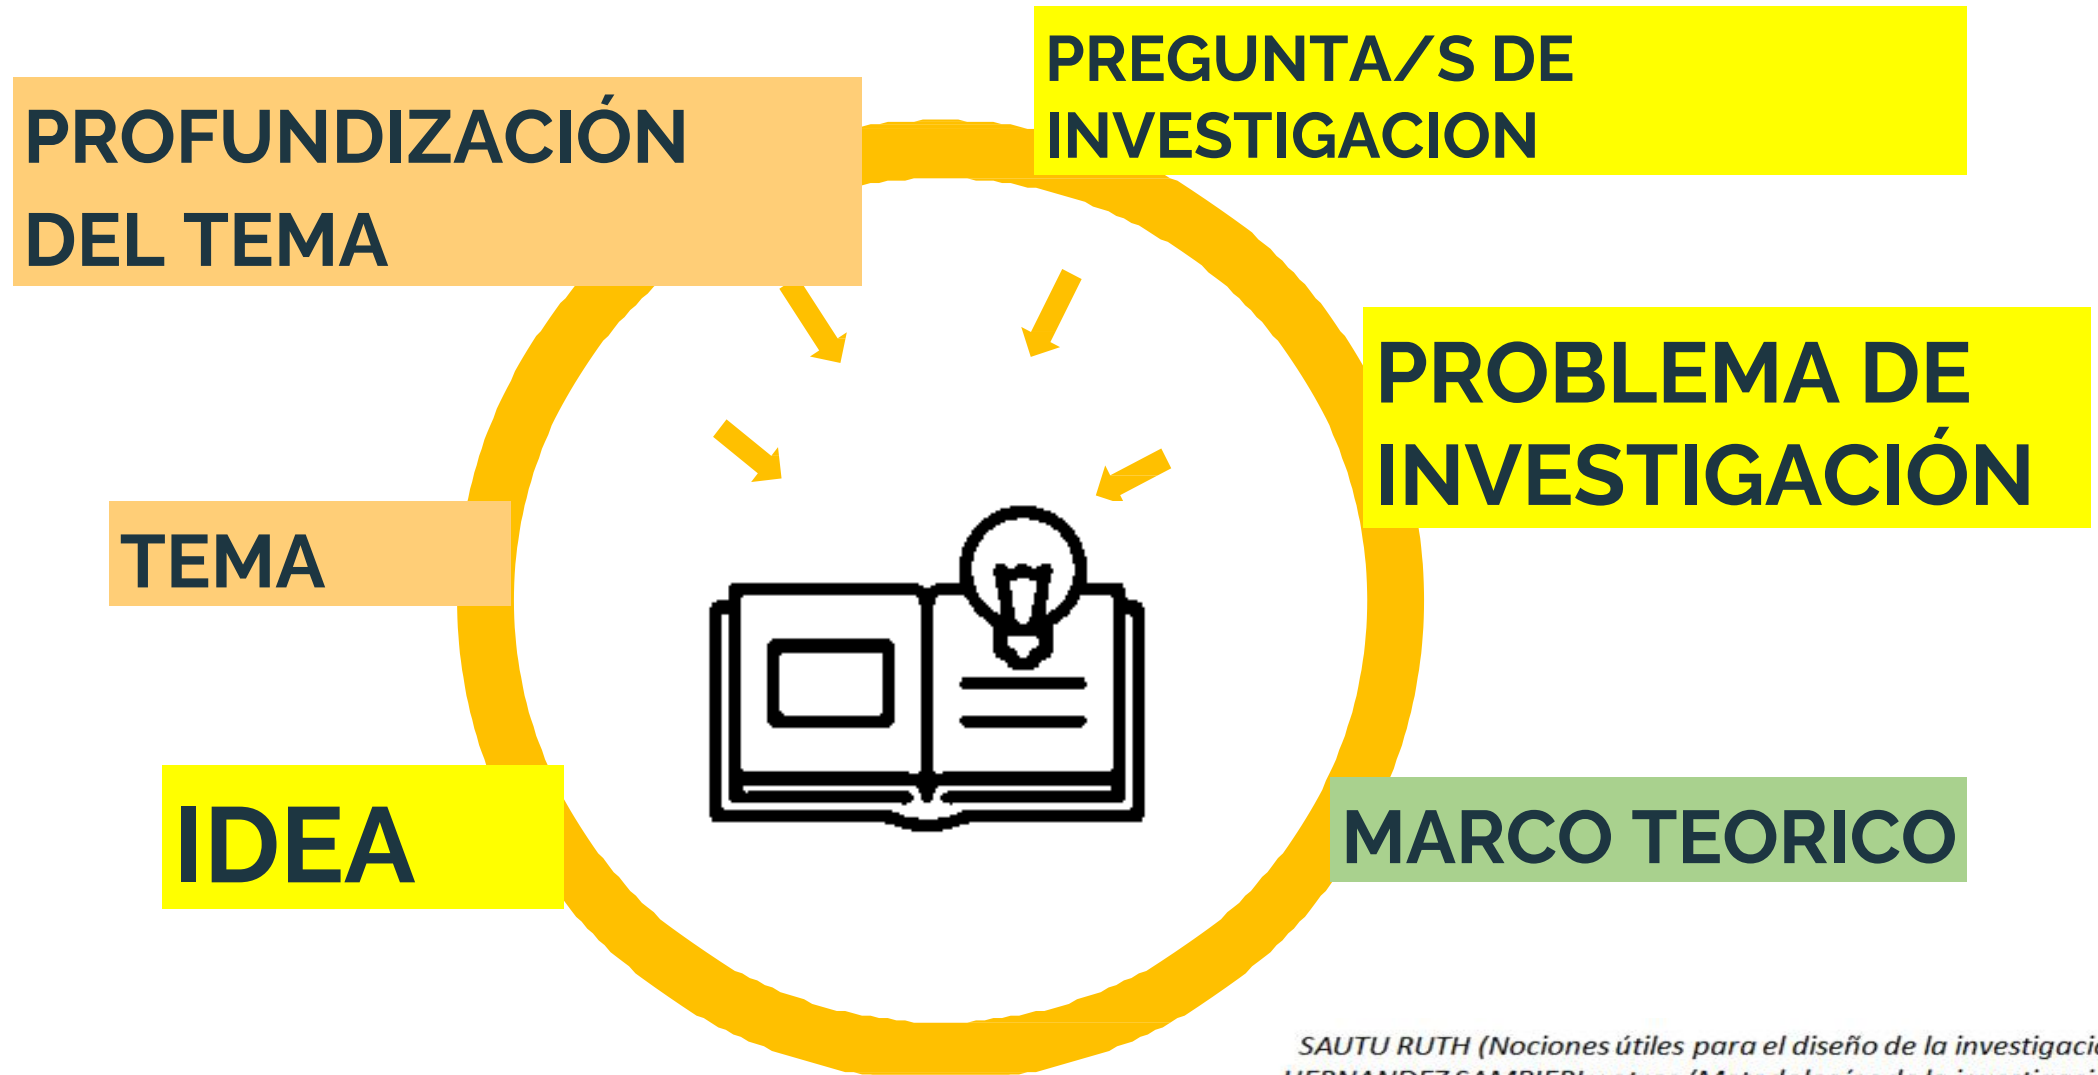 PREGUNTA/S DE
INVESTIGACION
PROFUNDIZACIÓN
DEL TEMA
PROBLEMA DE
INVESTIGACIÓN
TEMA
IDEA
MARCO TEORICO
SAUTU RUTH (Nociones útiles para el diseño de la